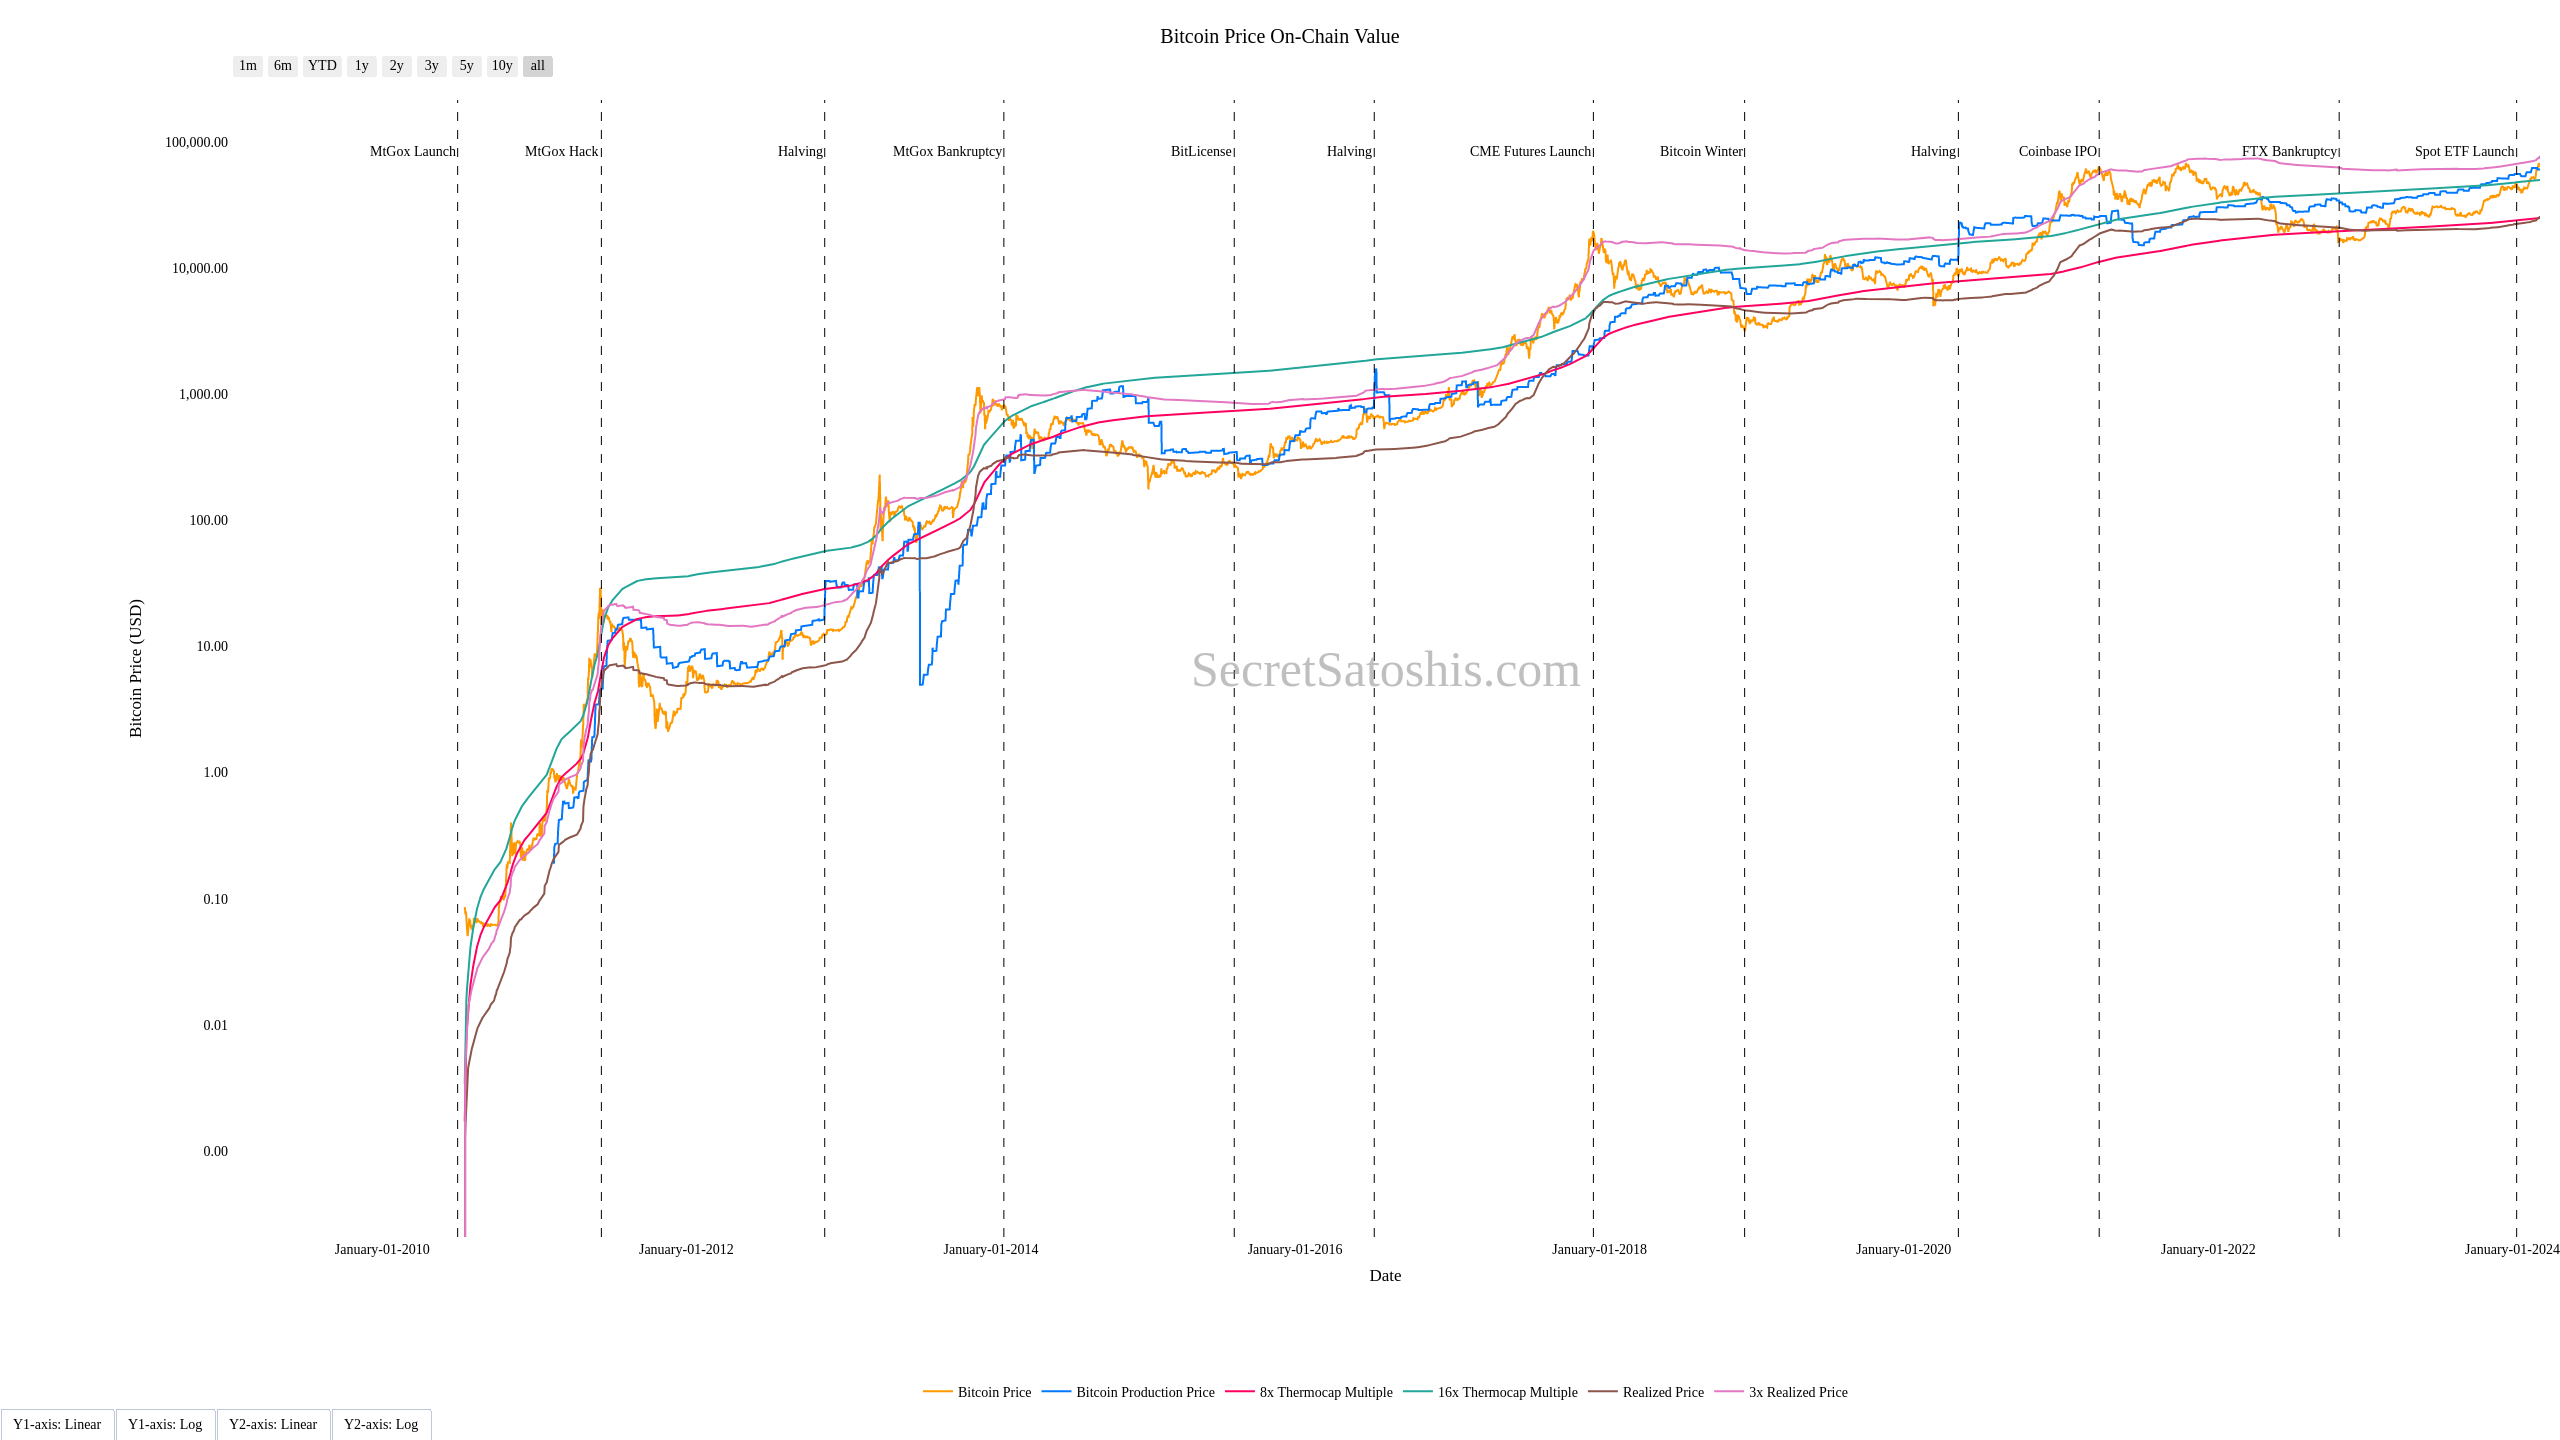 Bitcoin Price On-Chain Value
1m 6m YTD 1y 2y 3y 5y 10y all
MtGox Launch MtGox Hack Halving MtGox Bankruptcy BitLicense Halving CME Futures Launch Bitcoin Winter Halving Coinbase IPO FTX Bankruptcy Spot ETF Launch
100,000.00
10,000.00
1,000.00
100.00
10.00
1.00
0.10
0.01
0.00
Bitcoin Price (USD)
SecretSatoshis.com
January-01-2010 January-01-2012 January-01-2014 January-01-2016 January-01-2018 January-01-2020 January-01-2022 January-01-2024
Date
Bitcoin Price Bitcoin Production Price 8x Thermocap Multiple 16x Thermocap Multiple Realized Price 3x Realized Price
Y1-axis: Linear Y1-axis: Log Y2-axis: Linear Y2-axis: Log